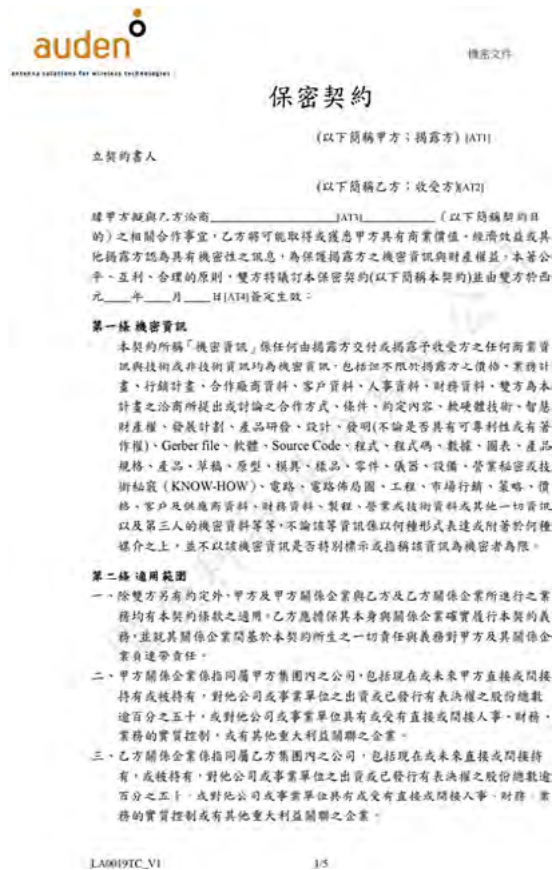 auden
antenna solutions for wireless technologies
機密文件
保密契約
(以下簡稱甲方；揭露方) [AT1]
立契約書人
(以下簡稱乙方；收受方)[AT2]
緣甲方擬與乙方洽商____________[AT3]____________（以下簡稱契約目
的）之相關合作事宜，乙方將可能取得或獲悉甲方具有商業價值、經濟效益或其
他揭露方認為具有機密性之訊息，為保護揭露方之機密資訊與財產權益，本著公
平、互利、合理的原則，雙方特議訂本保密契約(以下簡稱本契約)並由雙方於西
元____年____月____日[AT4]簽定生效：
第一條 機密資訊
本契約所稱「機密資訊」係任何由揭露方交付或揭露予收受方之任何商業資
訊與技術或非技術資訊均為機密資訊，包括但不限於揭露方之價格、業務計
畫、行銷計畫、合作廠商資料、客戶資料、人事資料、財務資料、雙方為本
計畫之洽商所提出或討論之合作方式、條件、約定內容、軟硬體技術、智慧
財產權、發展計劃、產品研發、設計、發明(不論是否具有可專利性或有著
作權)、Gerber file、軟體、Source Code、程式、程式碼、數據、圖表、產品
規格、產品、草稿、原型、模具、樣品、零件、儀器、設備、營業秘密或技
術秘竅（KNOW-HOW）、電路、電路佈局圖、工程、市場行銷、策略、價
格、客戶及供應商資料、財務資料、製程、營業或技術資料或其他一切資訊
以及第三人的機密資料等等，不論該等資訊係以何種形式表達或附著於何種
媒介之上，並不以該機密資訊是否特別標示或指稱該資訊為機密者為限。
第二條 適用範圍
一、除雙方另有約定外，甲方及甲方關係企業與乙方及乙方關係企業所進行之業
務均有本契約條款之適用。乙方應擔保其本身與關係企業確實履行本契約義
務，並就其關係企業間基於本契約所生之一切責任與義務對甲方及其關係企
業負連帶責任。
二、甲方關係企業係指同屬甲方集團內之公司，包括現在或未來甲方直接或間接
持有或被持有，對他公司或事業單位之出資或已發行有表決權之股份總數
逾百分之五十，或對他公司或事業單位具有或受有直接或間接人事、財務、
業務的實質控制，或有其他重大利益關聯之企業。
三、乙方關係企業係指同屬乙方集團內之公司，包括現在或未來直接或間接持
有，或被持有，對他公司或事業單位之出資或已發行有表決權之股份總數逾
百分之五十，或對他公司或事業單位具有或受有直接或間接人事、財務、業
務的實質控制或有其他重大利益關聯之企業。
LA0019TC_V1
1/5